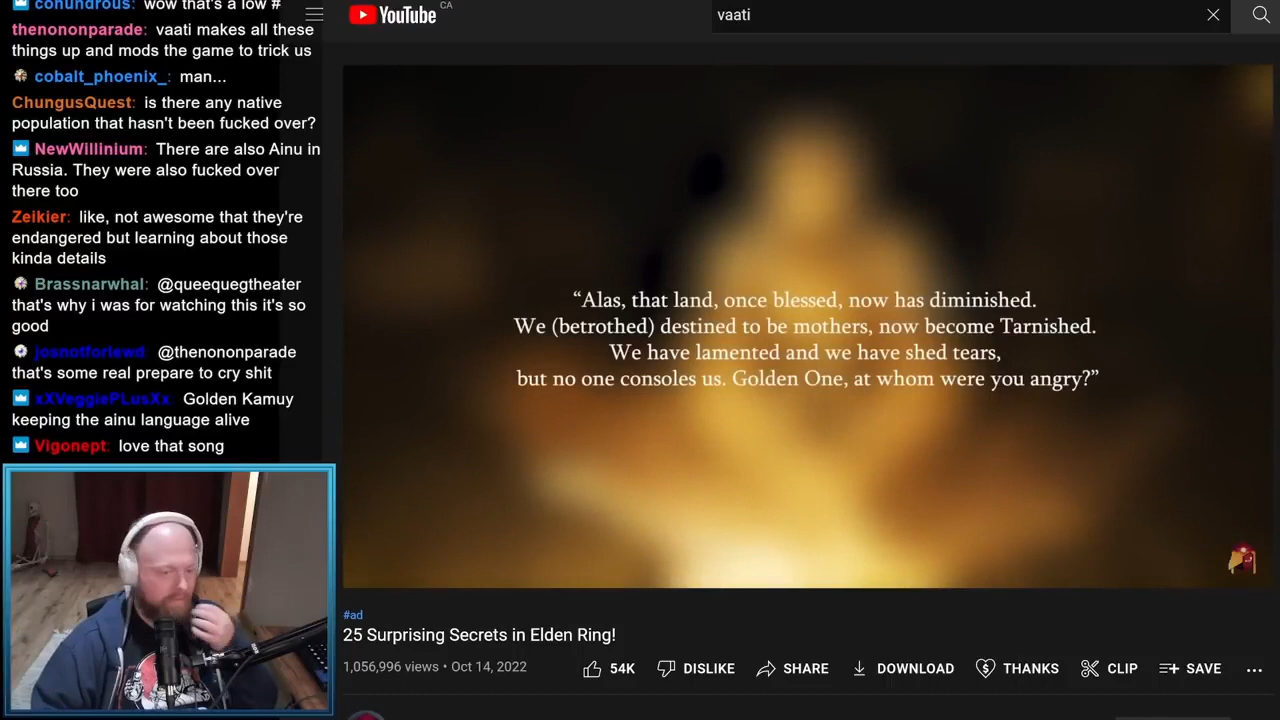 conundrous: wow that's a low #
thenononparade: vaati makes all these
things up and mods the game to trick us
cobalt_phoenix_: man...
ChungusQuest: is there any native
population that hasn't been fucked over?
NewWillinium: There are also Ainu in
Russia. They were also fucked over
there too
Zeikier: like, not awesome that they're
endangered but learning about those
kinda details
Brassnarwhal: @queequegtheater
that's why i was for watching this it's so
good
josnotforlewd: @thenononparade
that's some real prepare to cry shit
xXVeggiePLusXx: Golden Kamuy
keeping the ainu language alive
Vigonept: love that song
YouTube CA
vaati
“Alas, that land, once blessed, now has diminished.
We (betrothed) destined to be mothers, now become Tarnished.
We have lamented and we have shed tears,
but no one consoles us. Golden One, at whom were you angry?”
#ad
25 Surprising Secrets in Elden Ring!
1,056,996 views • Oct 14, 2022
54K DISLIKE SHARE DOWNLOAD THANKS CLIP SAVE ...